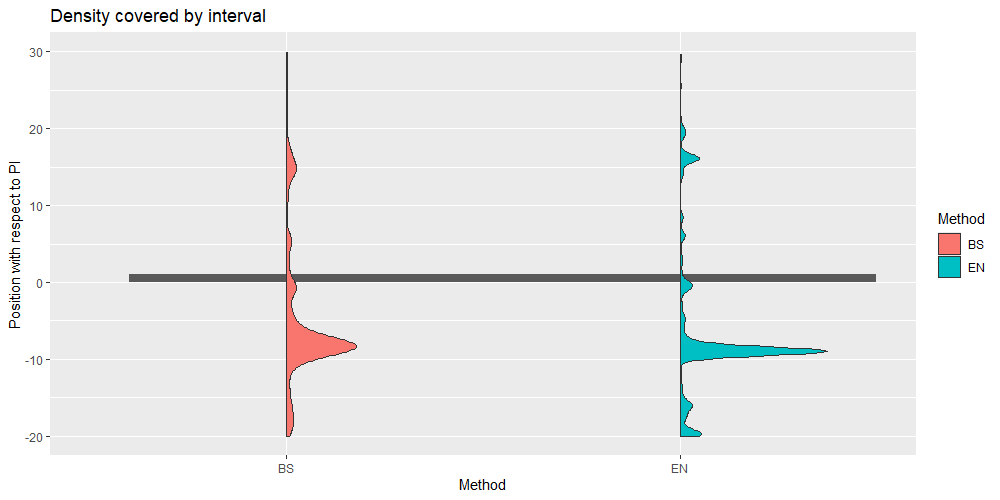 Density covered by interval
Position with respect to PI
30
20
10
0
-10
-20
BS
EN
Method
Method
BS
EN